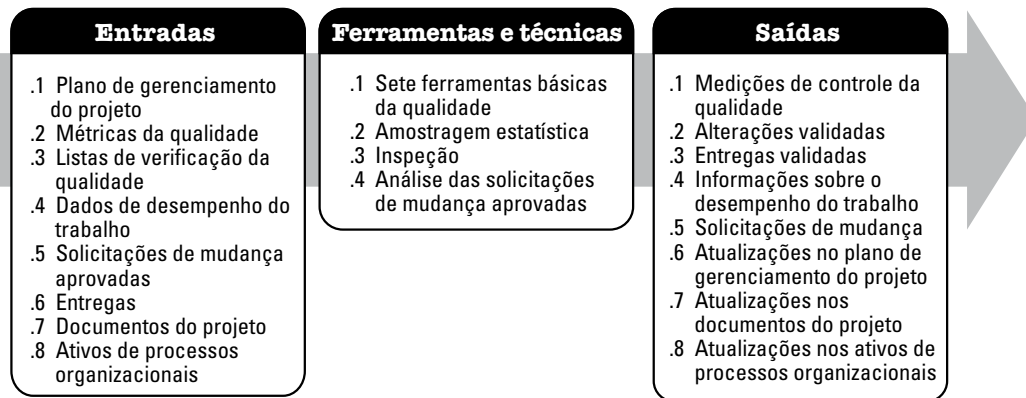 Entradas
.1 Plano de gerenciamento
do projeto
.2 Métricas da qualidade
.3 Listas de verificação da
qualidade
.4 Dados de desempenho do
trabalho
.5 Solicitações de mudança
aprovadas
.6 Entregas
.7 Documentos do projeto
.8 Ativos de processos
organizacionais
Ferramentas e técnicas
.1 Sete ferramentas básicas
da qualidade
.2 Amostragem estatística
.3 Inspeção
.4 Análise das solicitações
de mudança aprovadas
Saídas
.1 Medições de controle da
qualidade
.2 Alterações validadas
.3 Entregas validadas
.4 Informações sobre o
desempenho do trabalho
.5 Solicitações de mudança
.6 Atualizações no plano de
gerenciamento do projeto
.7 Atualizações nos
documentos do projeto
.8 Atualizações nos ativos de
processos organizacionais